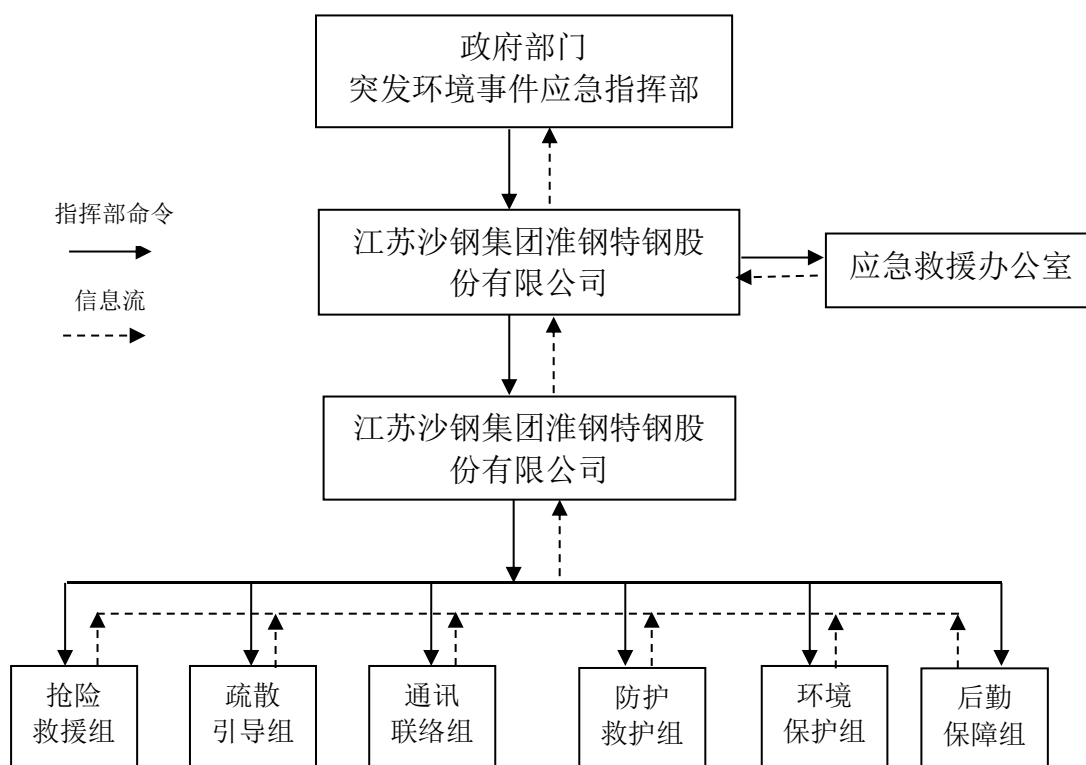 政府部门
突发环境事件应急指挥部
指挥部命令
信息流
江苏沙钢集团淮钢特钢股
份有限公司
应急救援办公室
江苏沙钢集团淮钢特钢股
份有限公司
抢险
救援组
疏散
引导组
通讯
联络组
防护
救护组
环境
保护组
后勤
保障组